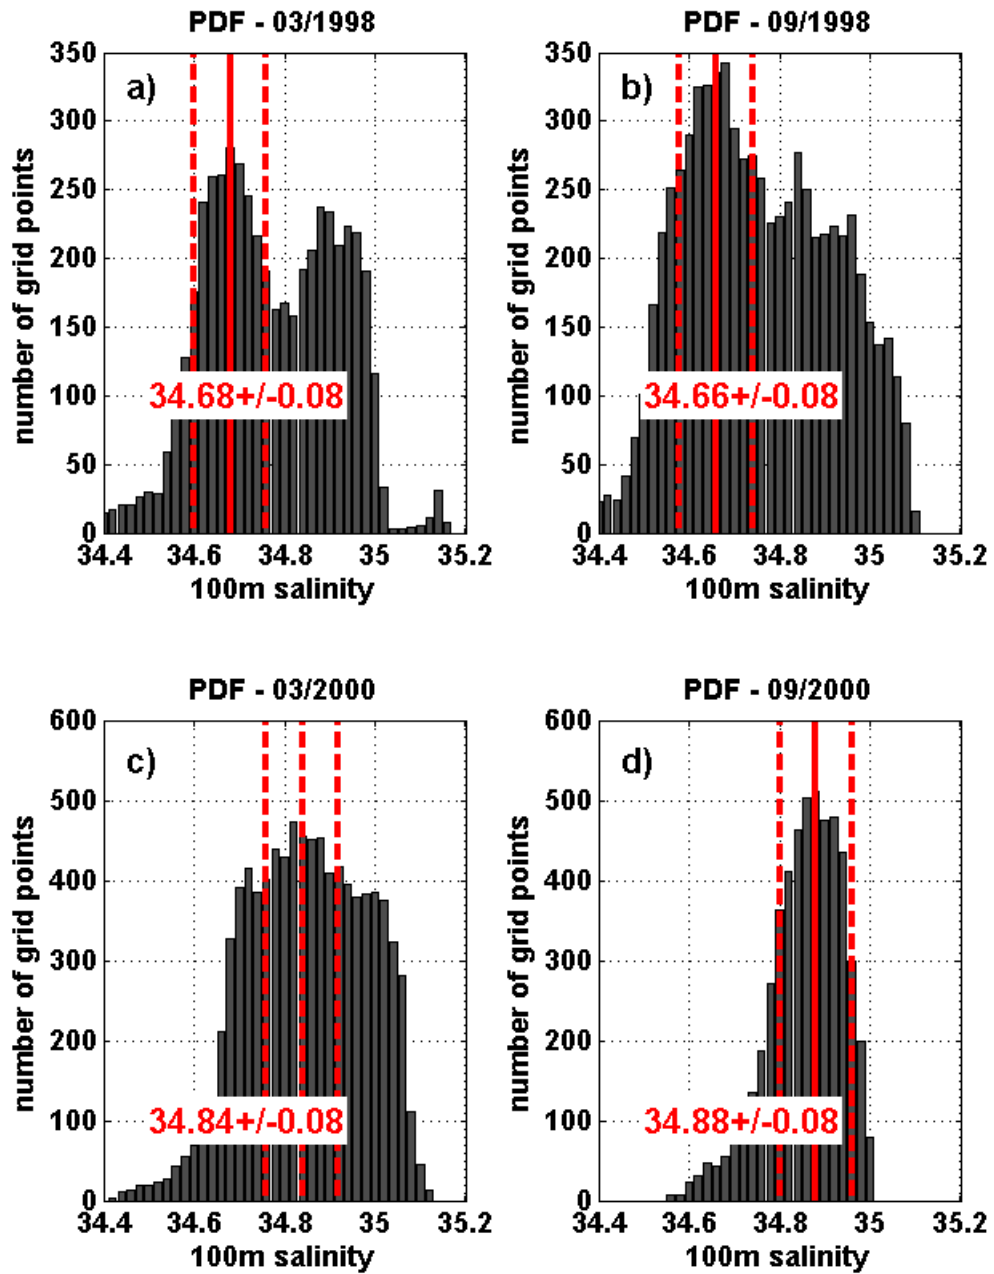 PDF - 03/1998
a)
350
300
250
200
150
100
50
0
number of grid points
34.68+/-0.08
34.4 34.6 34.8 35 35.2
100m salinity
PDF - 09/1998
b)
350
300
250
200
150
100
50
0
number of grid points
34.66+/-0.08
34.4 34.6 34.8 35 35.2
100m salinity
PDF - 03/2000
c)
600
500
400
300
200
100
0
number of grid points
34.84+/-0.08
34.4 34.6 34.8 35 35.2
100m salinity
PDF - 09/2000
d)
600
500
400
300
200
100
0
number of grid points
34.88+/-0.08
34.4 34.6 34.8 35 35.2
100m salinity